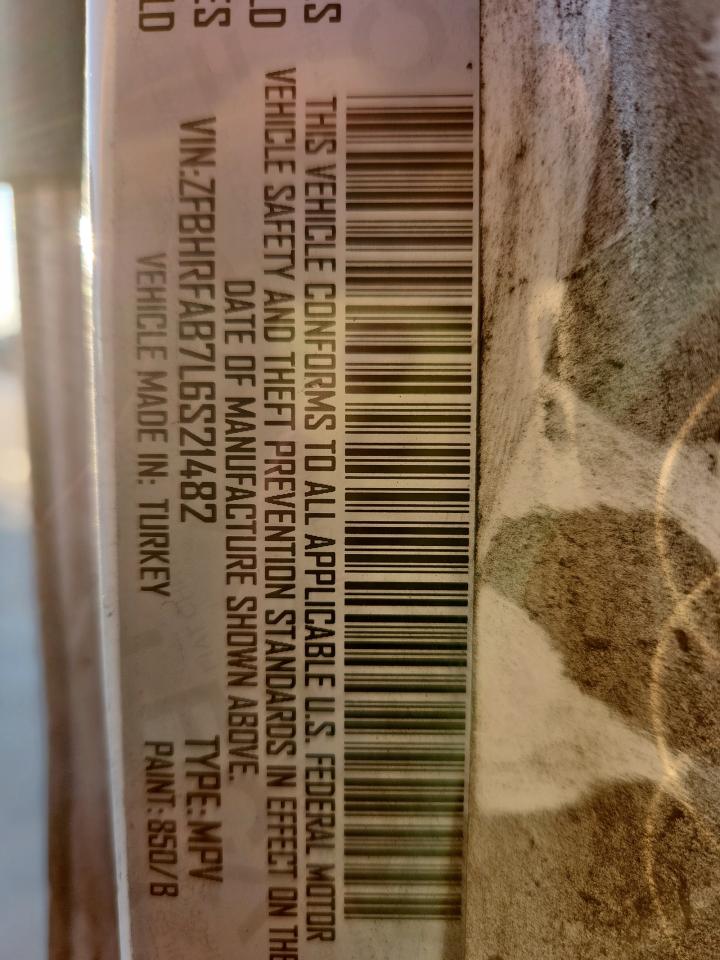 THIS VEHICLE CONFORMS TO ALL APPLICABLE U.S. FEDERAL MOTOR
VEHICLE SAFETY AND THEFT PREVENTION STANDARDS IN EFFECT ON THE
DATE OF MANUFACTURE SHOWN ABOVE.
VIN:ZFBHRFAB7L6S21482 TYPE:MPV
VEHICLE MADE IN: TURKEY PAINT: 850/B